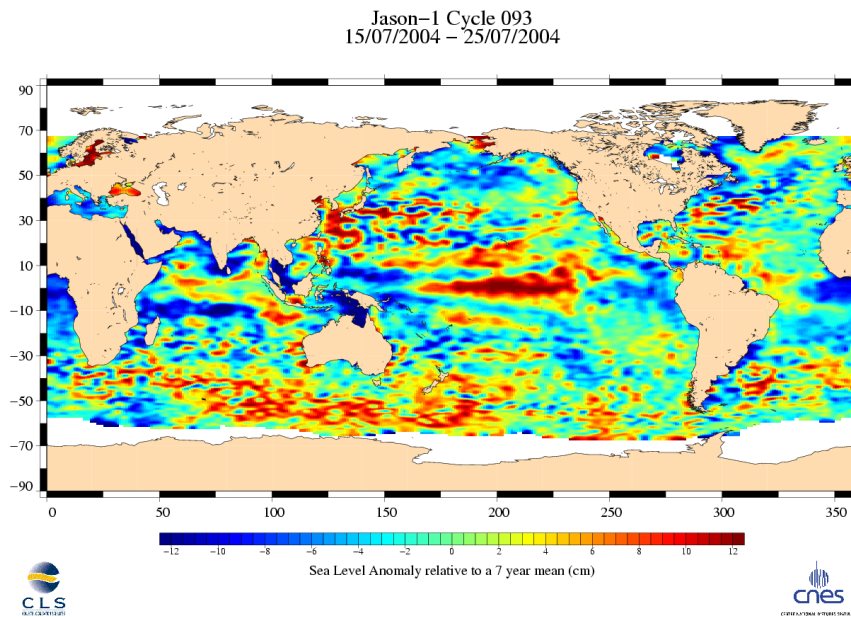 Jason-1 Cycle 093
15/07/2004 - 25/07/2004
90
70
50
30
10
-10
-30
-50
-70
-90
0 50 100 150 200 250 300 350
-12 -10 -8 -6 -4 -2 0 2 4 6 8 10 12
Sea Level Anomaly relative to a 7 year mean (cm)
CLS
cnes